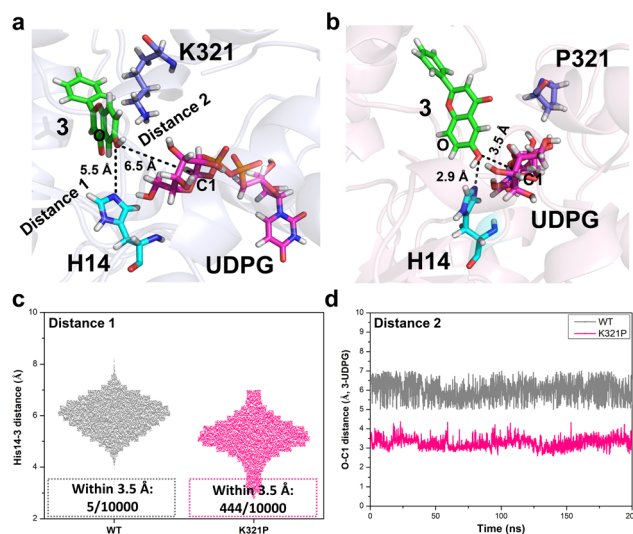 a
K321
3
O
Distance 2
5.5 Å
6.5 Å
C1
Distance 1
H14
UDPG
b
P321
3
O
3.5 Å
2.9 Å
C1
UDPG
H14
c
Distance 1
His14-3 distance (Å)
10
8
6
4
2
Within 3.5 Å:
5/10000
Within 3.5 Å:
444/10000
WT
K321P
d
Distance 2
WT
K321P
O-C1 distance (Å, 3-UDPG)
10
8
6
4
2
0
0
50
100
150
200
Time (ns)